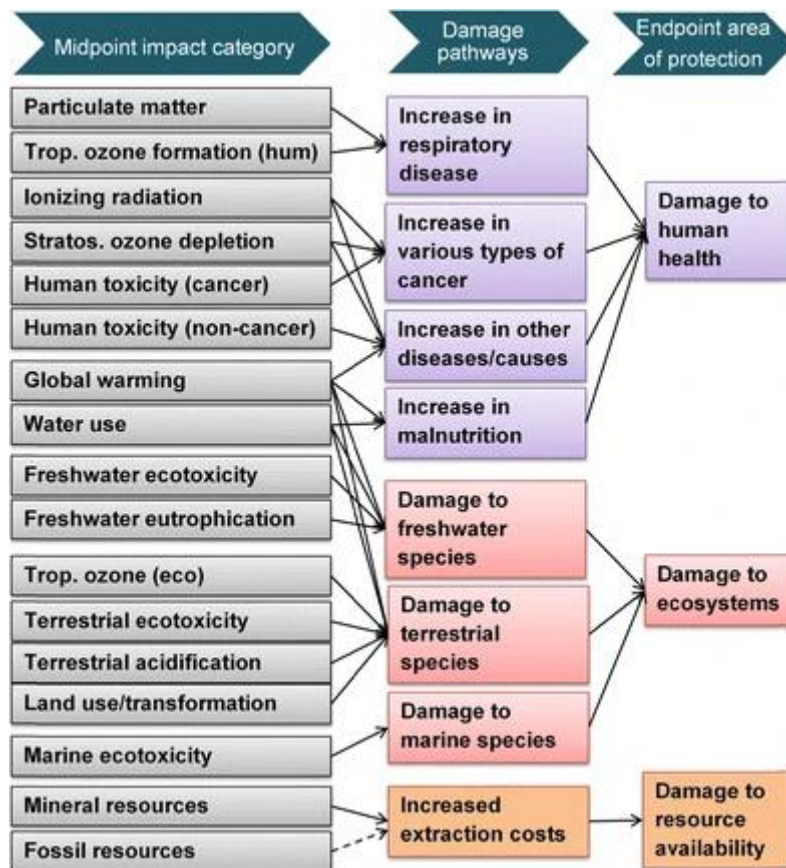 Midpoint impact category
Damage
pathways
Endpoint area
of protection
Particulate matter
Trop. ozone formation (hum)
Ionizing radiation
Stratos. ozone depletion
Human toxicity (cancer)
Human toxicity (non-cancer)
Global warming
Water use
Freshwater ecotoxicity
Freshwater eutrophication
Trop. ozone (eco)
Terrestrial ecotoxicity
Terrestrial acidification
Land use/transformation
Marine ecotoxicity
Mineral resources
Fossil resources
Increase in
respiratory
disease
Increase in
various types of
cancer
Increase in other
diseases/causes
Increase in
malnutrition
Damage to
freshwater
species
Damage to
terrestrial
species
Damage to
marine species
Increased
extraction costs
Damage to
human
health
Damage to
ecosystems
Damage to
resource
availability